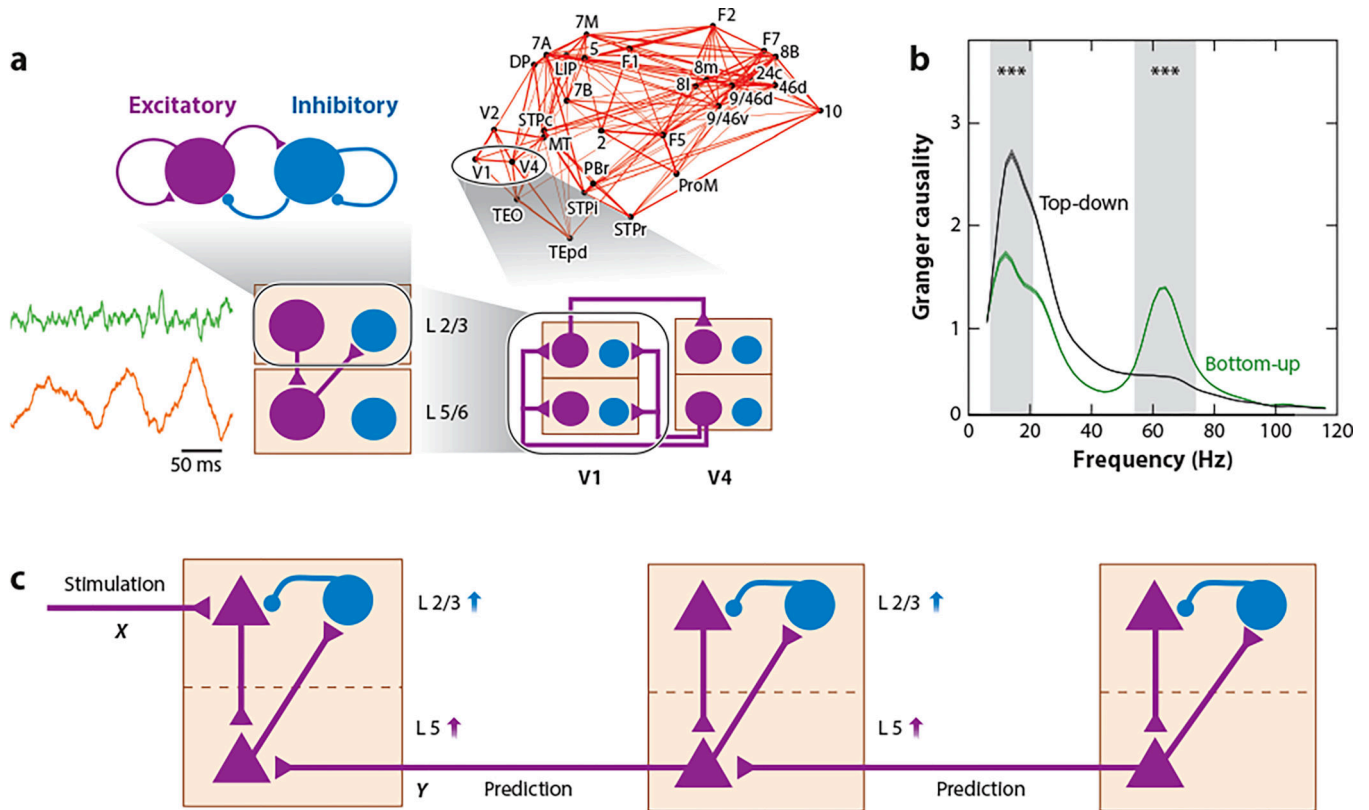 a
Excitatory
Inhibitory
7M
F2
7A
5
F1
F7
8B
DP
LIP
8m
24c
7B
8l
9/46d
46d
V2
STPc
9/46v
10
MT
2
F5
V1
V4
PBr
ProM
TEO
STPi
STPr
TEpd
L 2/3
L 5/6
50 ms
V1
V4
b
***
***
3
2
1
0
Granger causality
Top-down
Bottom-up
0
20
40
60
80
100
120
Frequency (Hz)
c
Stimulation
X
L 2/3
L 5
Y
Prediction
L 2/3
L 5
Prediction